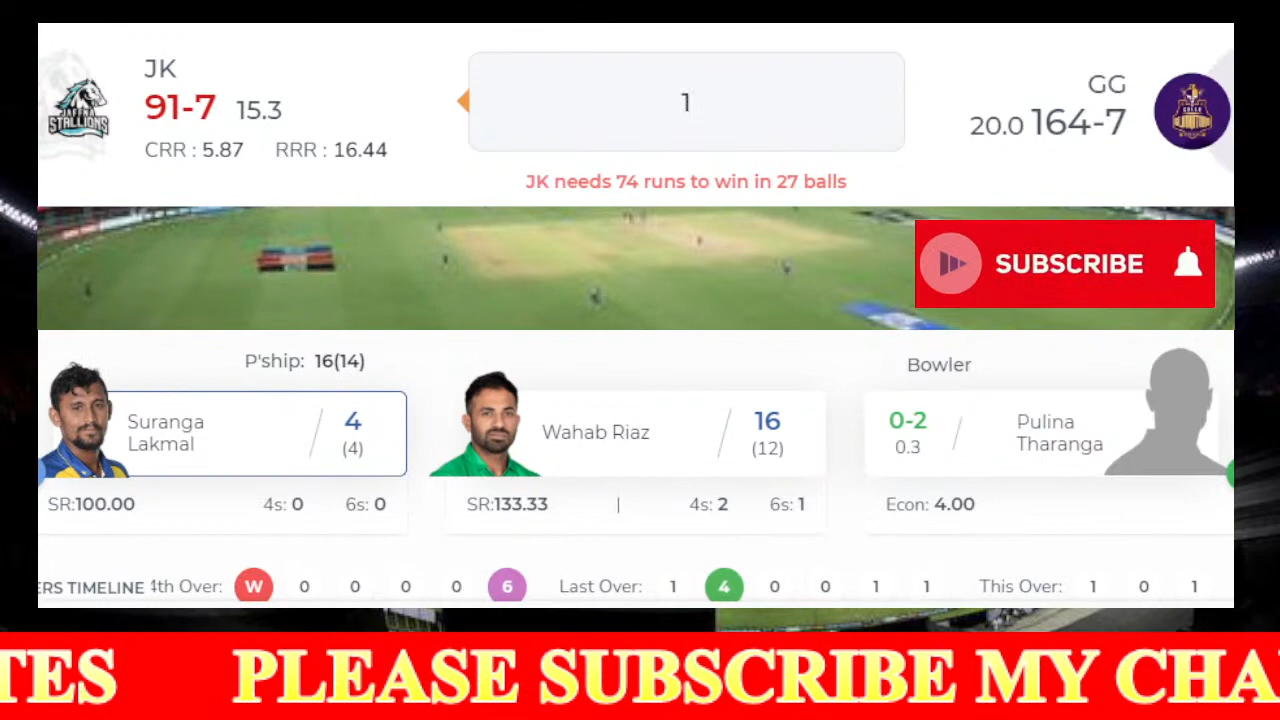 JK
91-7 15.3
CRR : 5.87 RRR : 16.44
JAFFNA
STALLIONS
1
JK needs 74 runs to win in 27 balls
GG
20.0 164-7
GALLE
GLADIATORS
SUBSCRIBE
P'ship: 16(14)
Suranga
Lakmal
4
(4)
SR:100.00 4s: 0 6s: 0
Wahab Riaz
16
(12)
SR:133.33 | 4s: 2 6s: 1
Bowler
0-2
0.3
Pulina
Tharanga
Econ: 4.00
ERS TIMELINE 4th Over: W 0 0 0 0 6 Last Over: 1 4 0 0 1 1 This Over: 1 0 1
TES PLEASE SUBSCRIBE MY CHA